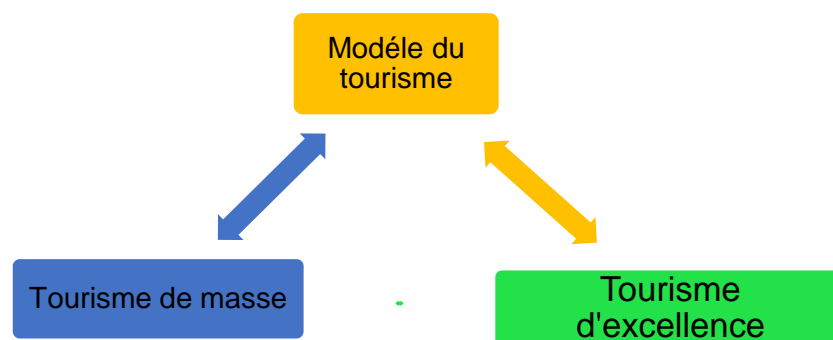 Modéle du
tourisme
Tourisme de masse
Tourisme
d'excellence